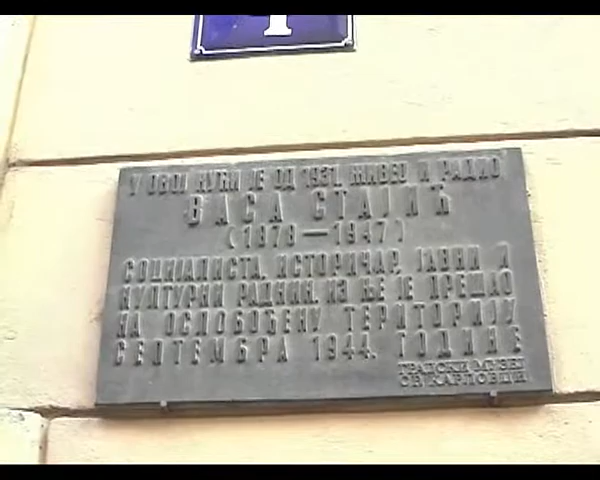 1
У ОВОЈ КУЋИ ЈЕ ОД 1931. ЖИВЕО И РАДИО
ВАСА СТАЈИЋ
(1878—1947)
СОЦИЈАЛИСТА, ИСТОРИЧАР, ЈАВНИ И
КУЛТУРНИ РАДНИК. ИЗ ЊЕ ЈЕ ПРЕШАО
НА ОСЛОБОЂЕНУ ТЕРИТОРИЈУ
СЕПТЕМБРА 1944. ГОДИНЕ
ГРАДСКИ МУЗЕЈ
СР. КАРЛОВЦИ